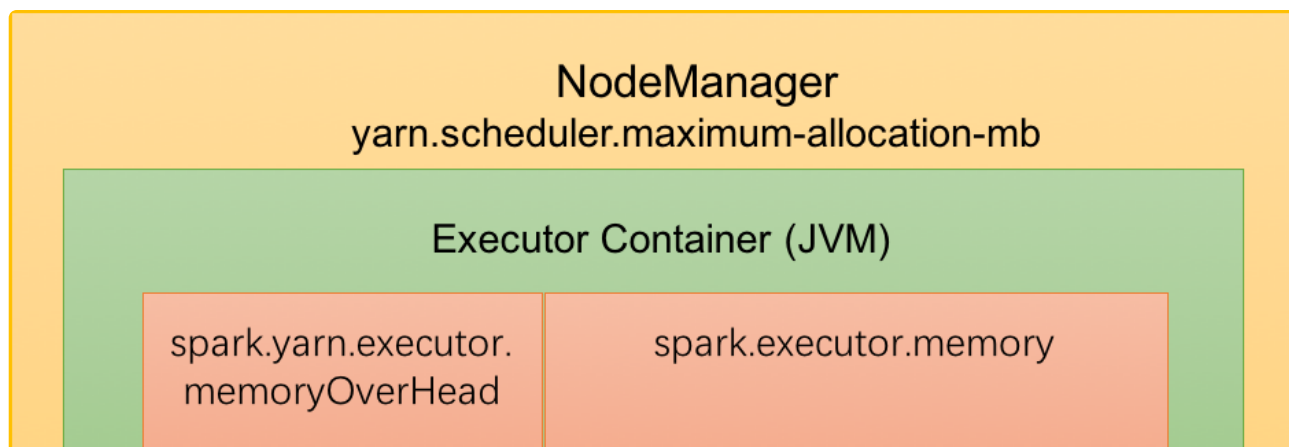 NodeManager
yarn.scheduler.maximum-allocation-mb
Executor Container (JVM)
spark.yarn.executor.
memoryOverHead
spark.executor.memory